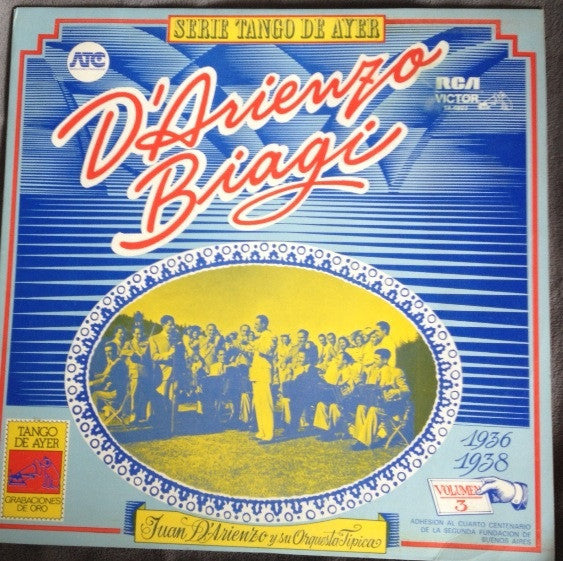 SERIE TANGO DE AYER
ATC
D'Arienzo
Biagi
RCA
VICTOR
1936
1938
TANGO
DE AYER
GRABACIONES
DE ORO
VOLUMEN
3
Juan D'Arienzo y su Orquesta Típica
ADHESION AL CUARTO CENTENARIO
DE LA SEGUNDA FUNDACION DE
BUENOS AIRES